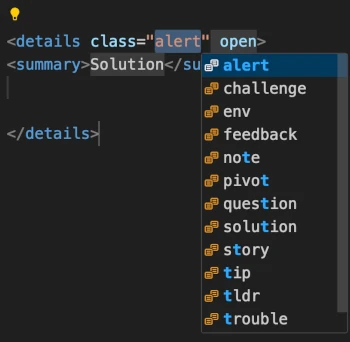 <details class="alert" open>
<summary>Solution</su
</details>
alert
challenge
env
feedback
note
pivot
question
solution
story
tip
tldr
trouble